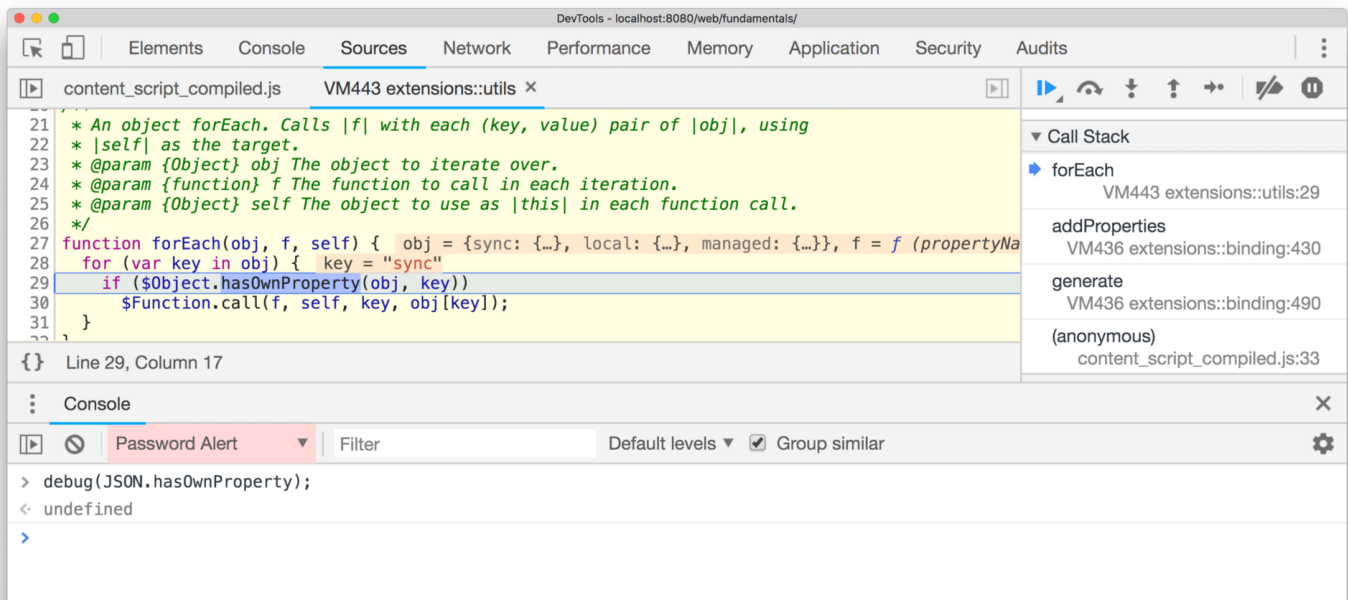 DevTools - localhost:8080/web/fundamentals/
Elements Console Sources Network Performance Memory Application Security Audits
content_script_compiled.js VM443 extensions::utils ×
21 * An object forEach. Calls |f| with each (key, value) pair of |obj|, using
22 * |self| as the target.
23 * @param {Object} obj The object to iterate over.
24 * @param {function} f The function to call in each iteration.
25 * @param {Object} self The object to use as |this| in each function call.
26 */
27 function forEach(obj, f, self) { obj = {sync: {…}, local: {…}, managed: {…}}, f = ƒ (propertyNa
28 for (var key in obj) { key = "sync"
29 if ($Object.hasOwnProperty(obj, key))
30 $Function.call(f, self, key, obj[key]);
31 }
{} Line 29, Column 17
Call Stack
forEach
VM443 extensions::utils:29
addProperties
VM436 extensions::binding:430
generate
VM436 extensions::binding:490
(anonymous)
content_script_compiled.js:33
Console
Password Alert Filter Default levels Group similar
> debug(JSON.hasOwnProperty);
undefined
>